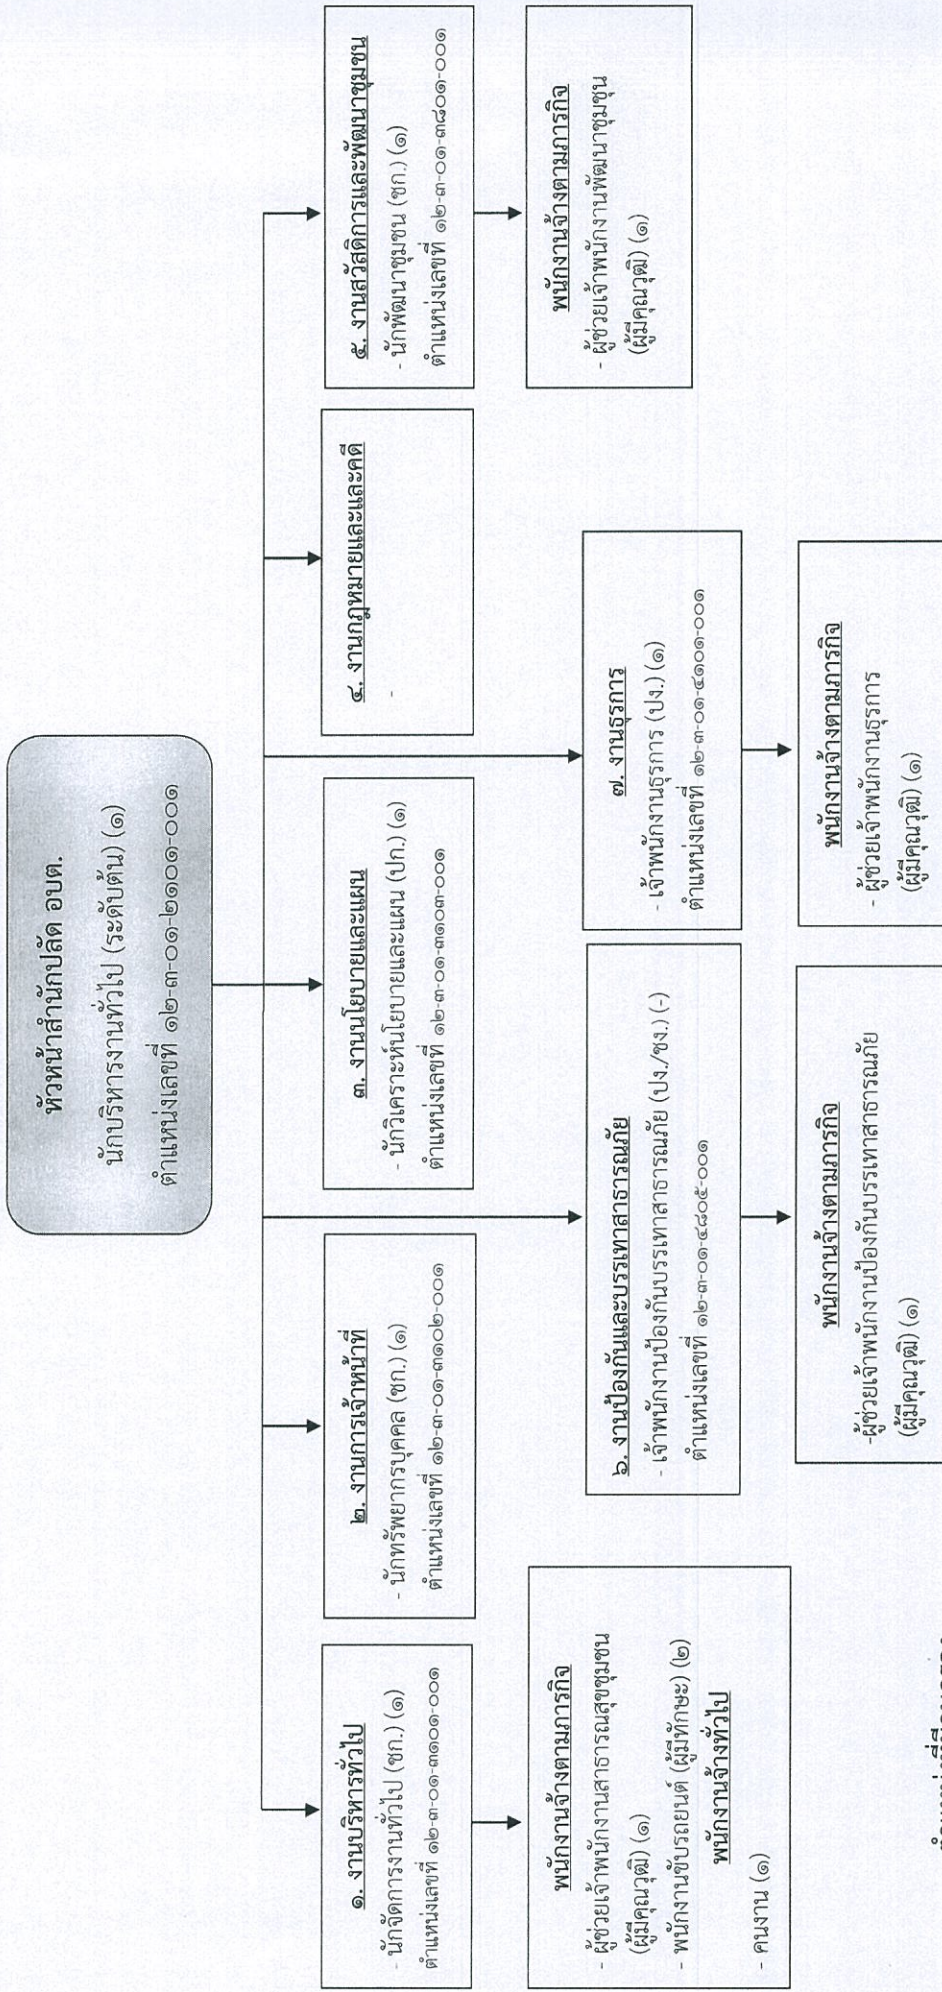 หัวหน้าสำนักปลัด อบต.
นักบริหารงานทั่วไป (ระดับต้น) (๑)
ตำแหน่งเลขที่ ๑๒-๓-๐๑-๒๑๐๑-๐๐๑
๑. งานบริหารทั่วไป
- นักจัดการงานทั่วไป (ชก.) (๑)
ตำแหน่งเลขที่ ๑๒-๓-๐๑-๓๑๐๑-๐๐๑
๒. งานการเจ้าหน้าที่
- นักทรัพยากรบุคคล (ชก.) (๑)
ตำแหน่งเลขที่ ๑๒-๓-๐๑-๓๑๐๒-๐๐๑
๓. งานนโยบายและแผน
- นักวิเคราะห์นโยบายและแผน (ปก.) (๑)
ตำแหน่งเลขที่ ๑๒-๓-๐๑-๓๑๐๓-๐๐๑
๔. งานกฎหมายและและคดี
-
๕. งานสวัสดิการและพัฒนาชุมชน
- นักพัฒนาชุมชน (ชก.) (๑)
ตำแหน่งเลขที่ ๑๒-๓-๐๑-๓๘๐๑-๐๐๑
พนักงานจ้างตามภารกิจ
- ผู้ช่วยเจ้าพนักงานสาธารณสุขชุมชน
(ผู้มีคุณวุฒิ) (๑)
- พนักงานขับรถยนต์ (ผู้มีทักษะ) (๒)
พนักงานจ้างทั่วไป
- คนงาน (๑)
๖. งานป้องกันและบรรเทาสาธารณภัย
- เจ้าพนักงานป้องกันบรรเทาสาธารณภัย (ปง./ชง.) (-)
ตำแหน่งเลขที่ ๑๒-๓-๐๑-๔๘๐๕-๐๐๑
๗. งานธุรการ
- เจ้าพนักงานธุรการ (ปง.) (๑)
ตำแหน่งเลขที่ ๑๒-๓-๐๑-๔๑๐๑-๐๐๑
พนักงานจ้างตามภารกิจ
- ผู้ช่วยเจ้าพนักงานพัฒนาชุมชน
(ผู้มีคุณวุฒิ) (๑)
พนักงานจ้างตามภารกิจ
-ผู้ช่วยเจ้าพนักงานป้องกันบรรเทาสาธารณภัย
(ผู้มีคุณวุฒิ) (๑)
พนักงานจ้างตามภารกิจ
- ผู้ช่วยเจ้าพนักงานธุรการ
(ผู้มีคุณวุฒิ) (๑)